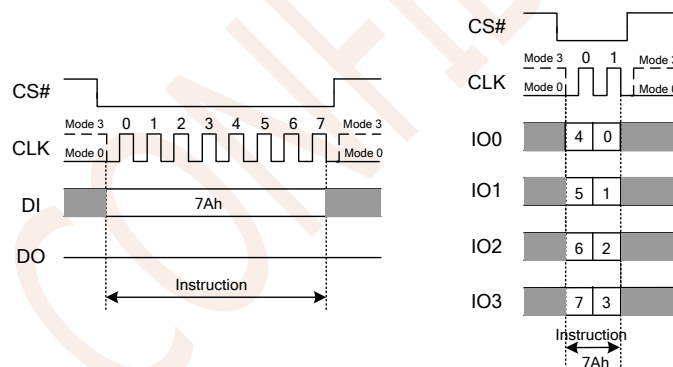 CS#
Mode 3 0 1 2 3 4 5 6 7 Mode 3
CLK
Mode 0 Mode 0
DI 7Ah
DO
Instruction
CS#
Mode 3 0 1 Mode 3
CLK
Mode 0 Mode 0
IO0 4 0
IO1 5 1
IO2 6 2
IO3 7 3
Instruction
7Ah